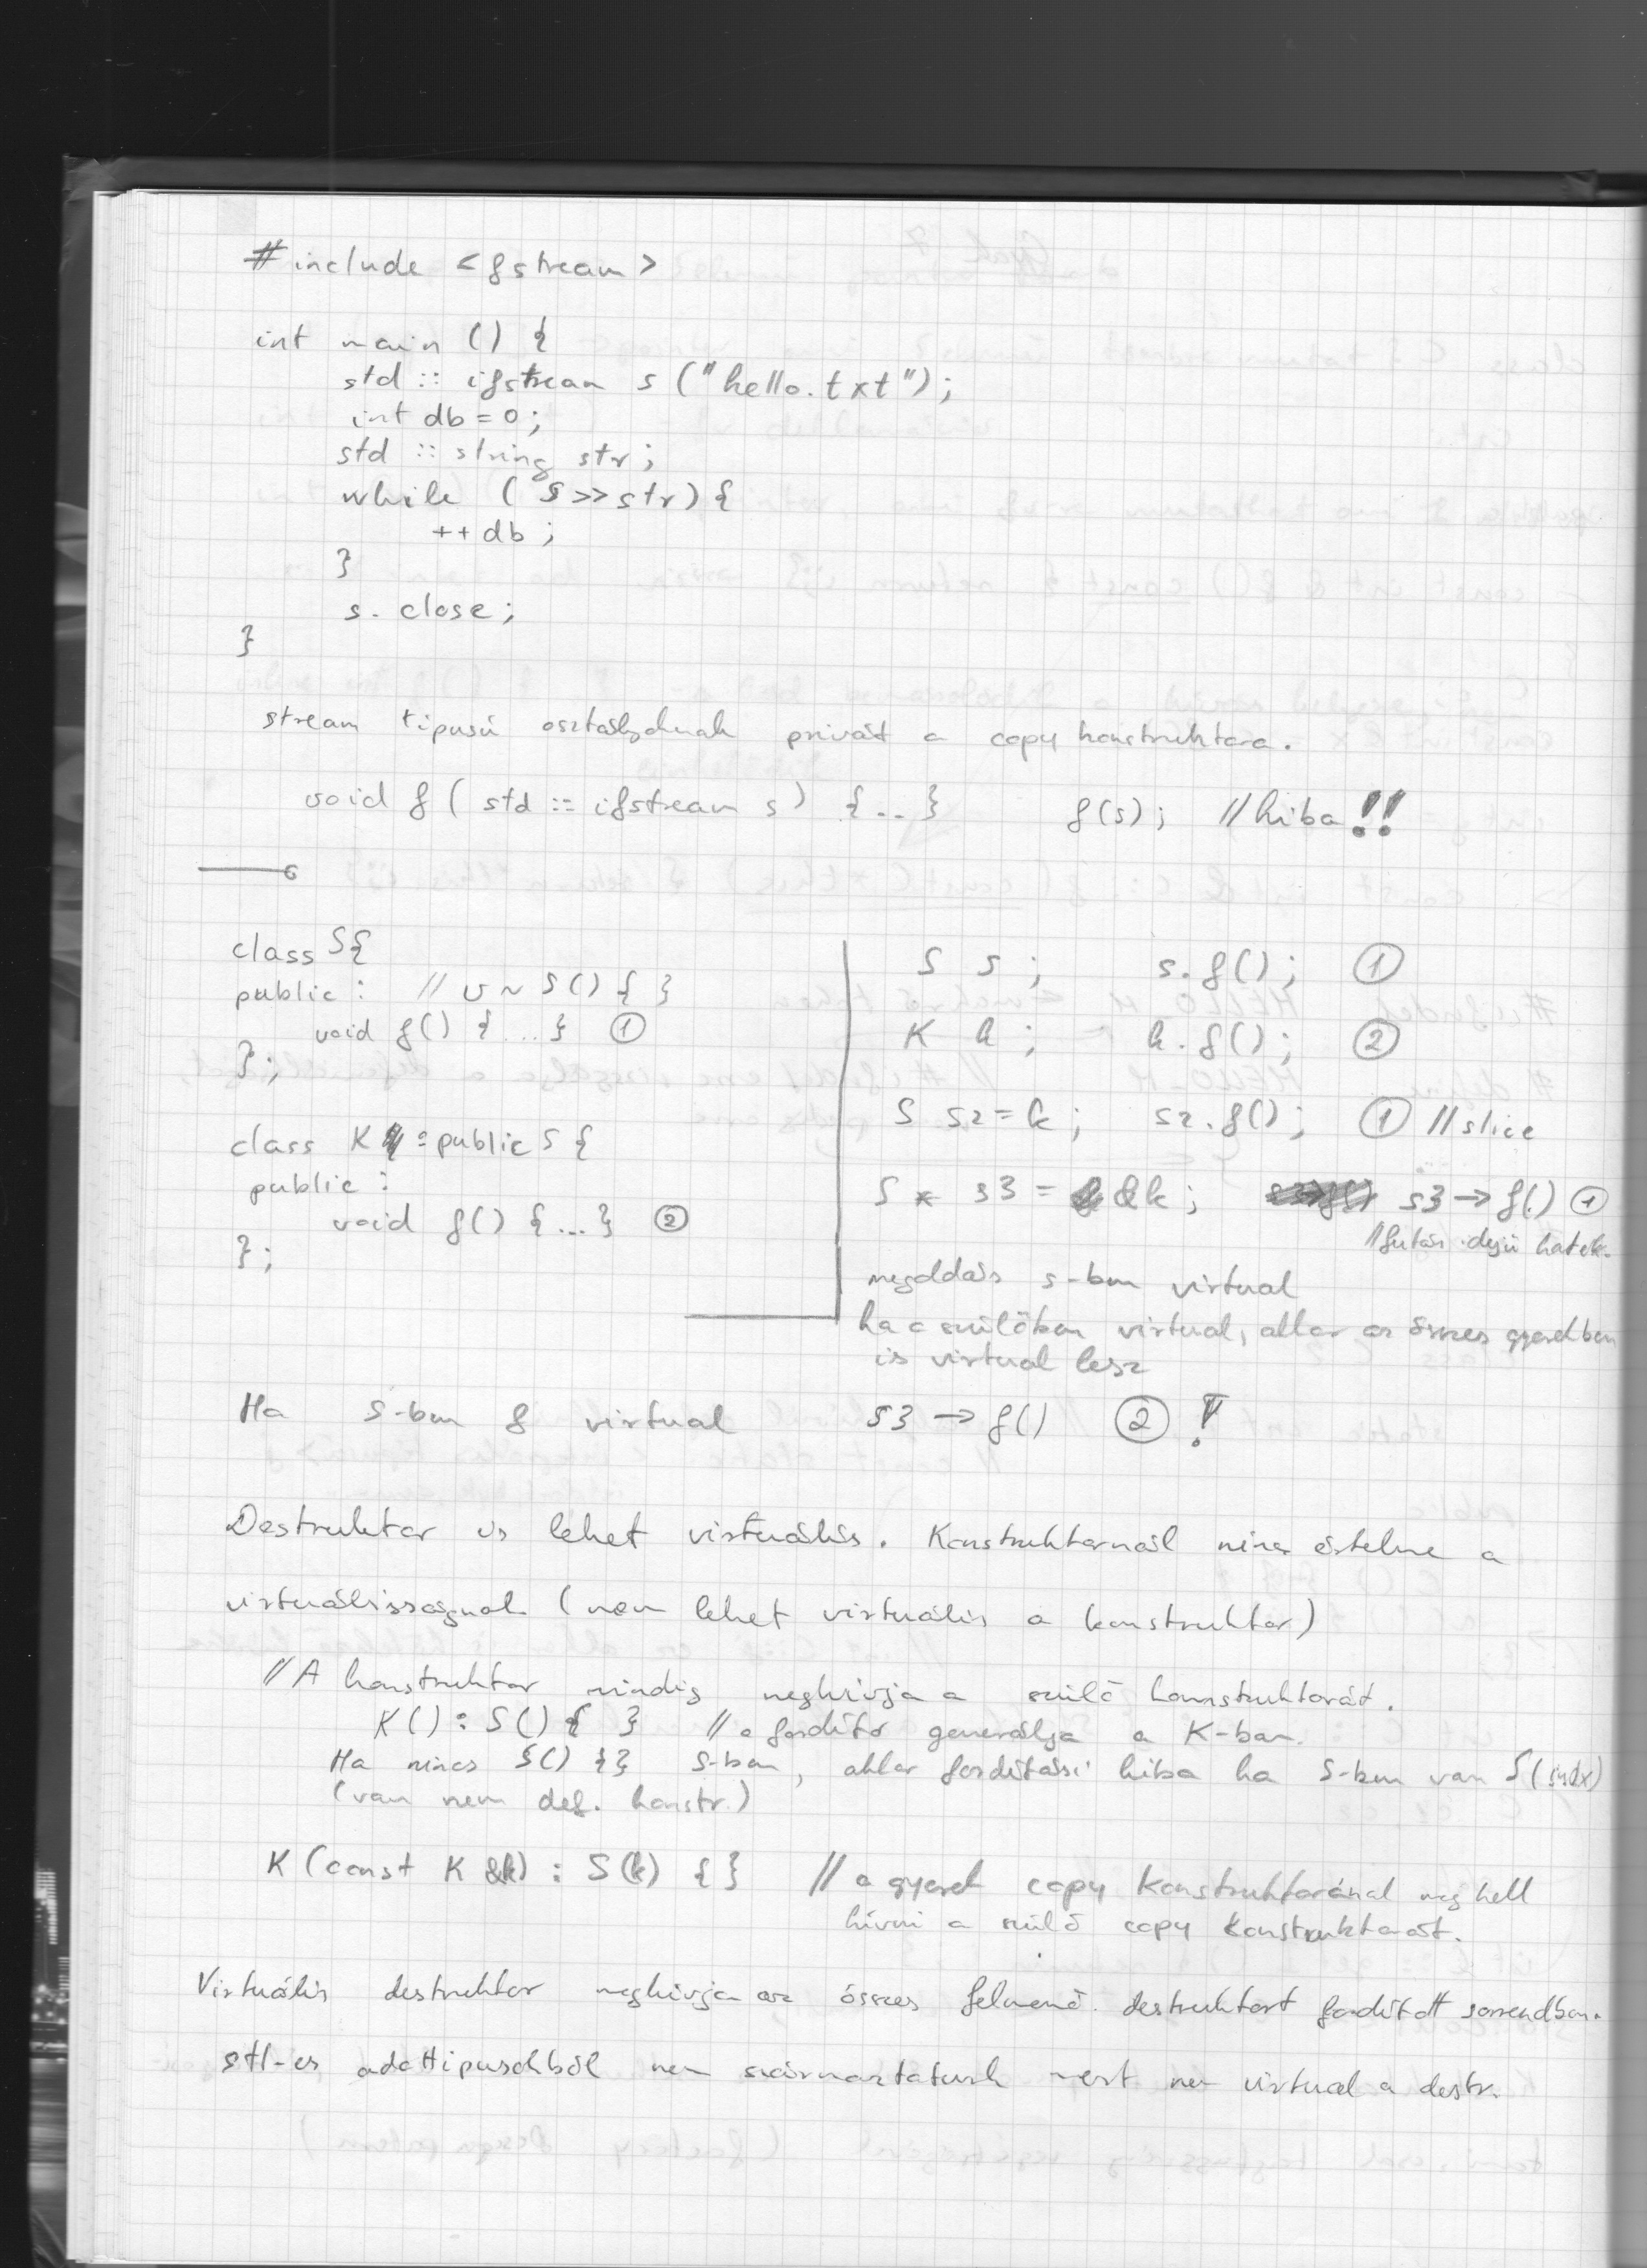 #include <fstream>
int main () {
std :: ifstream s ("hello.txt");
int db = 0;
std :: string str;
while ( s >> str) {
++db ;
}
s. close;
}
stream tipusú osztályoknak privát a copy konstruktora.
void f ( std :: ifstream s) {...} f(s); // hiba!!
class S{
public: // v ~ S() { }
void f() {...} ①
};
class K : public S {
public :
void f() {...} ②
};
S s ; s.f(); ①
K k ; k.f(); ②
S s2 = k ; s2.f(); ① // slice
S * s3 = &k ; s3 → f() ①
// futás idejű haték.
megoldás s-ben virtual
ha a szülőben virtual, akkor az összes gyerekben
is virtual lesz
Ha S-ben f virtual s3 → f() ② !
Destruktor is lehet virtuális. Konstruktornál nincs értelme a
virtuálisságnak (nem lehet virtuális a konstruktor)
// A konstruktor mindig meghívja a szülő konstruktorát.
K() : S() { } // a fordító generálja a K-ban.
Ha nincs S() {} S-ben, akkor fordítási hiba ha S-ben van S(
(van nem def. konstr.)
K (const K &k) : S(k) { } // a gyerek copy konstruktoránál meg kell
hívni a szülő copy konstruktorát.
Virtuális destruktor meghívja az összes felmenő destruktort fordított sorrendben.
stl-es adattipusokból nem származtatunk mert nem virtual a destr.